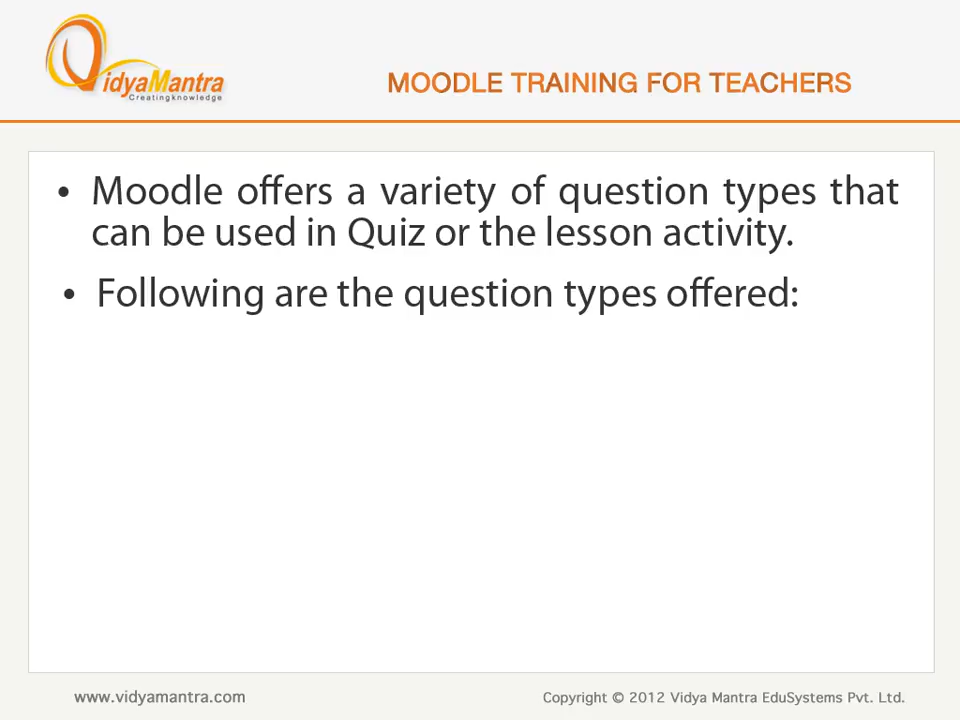 VidyaMantra
Creatingknowledge
MOODLE TRAINING FOR TEACHERS
• Moodle offers a variety of question types that
can be used in Quiz or the lesson activity.
• Following are the question types offered:
www.vidyamantra.com
Copyright © 2012 Vidya Mantra EduSystems Pvt. Ltd.